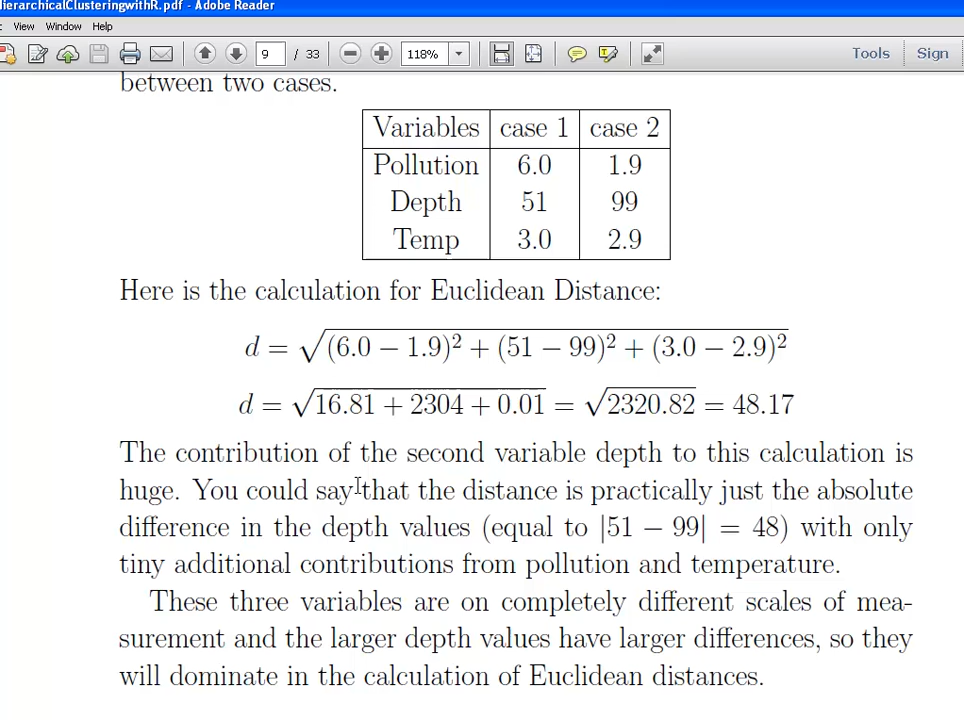 HierarchicalClusteringwithR.pdf - Adobe Reader
View Window Help
9 / 33 118% Tools Sign
between two cases.
Variables case 1 case 2
Pollution 6.0 1.9
Depth 51 99
Temp 3.0 2.9
Here is the calculation for Euclidean Distance:
d = √(6.0 − 1.9)² + (51 − 99)² + (3.0 − 2.9)²
d = √16.81 + 2304 + 0.01 = √2320.82 = 48.17
The contribution of the second variable depth to this calculation is
huge. You could say that the distance is practically just the absolute
difference in the depth values (equal to |51 − 99| = 48) with only
tiny additional contributions from pollution and temperature.
These three variables are on completely different scales of mea-
surement and the larger depth values have larger differences, so they
will dominate in the calculation of Euclidean distances.